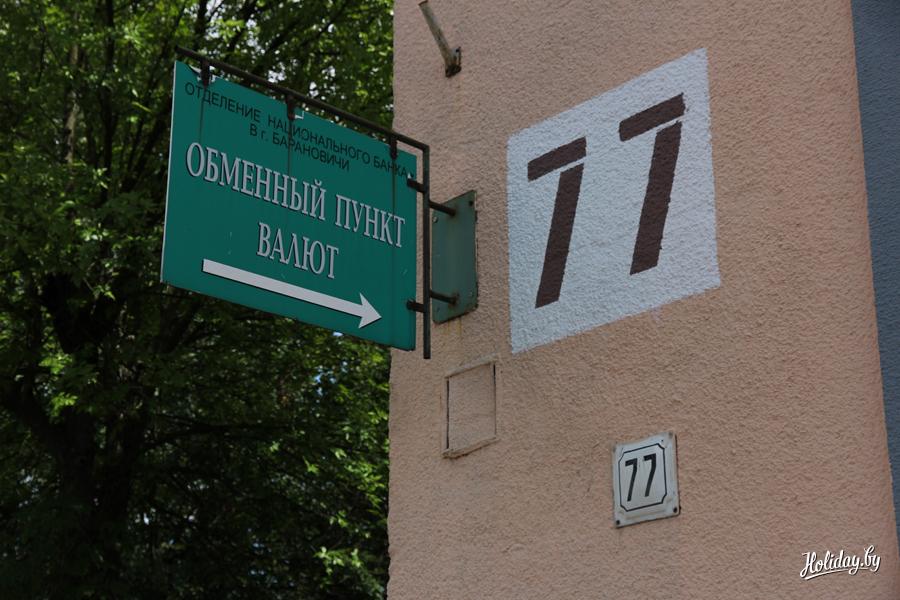 ОТДЕЛЕНИЕ НАЦИОНАЛЬНОГО БАНКА
В г. БАРАНОВИЧИ
ОБМЕННЫЙ ПУНКТ
ВАЛЮТ
77
77
Holiday.by